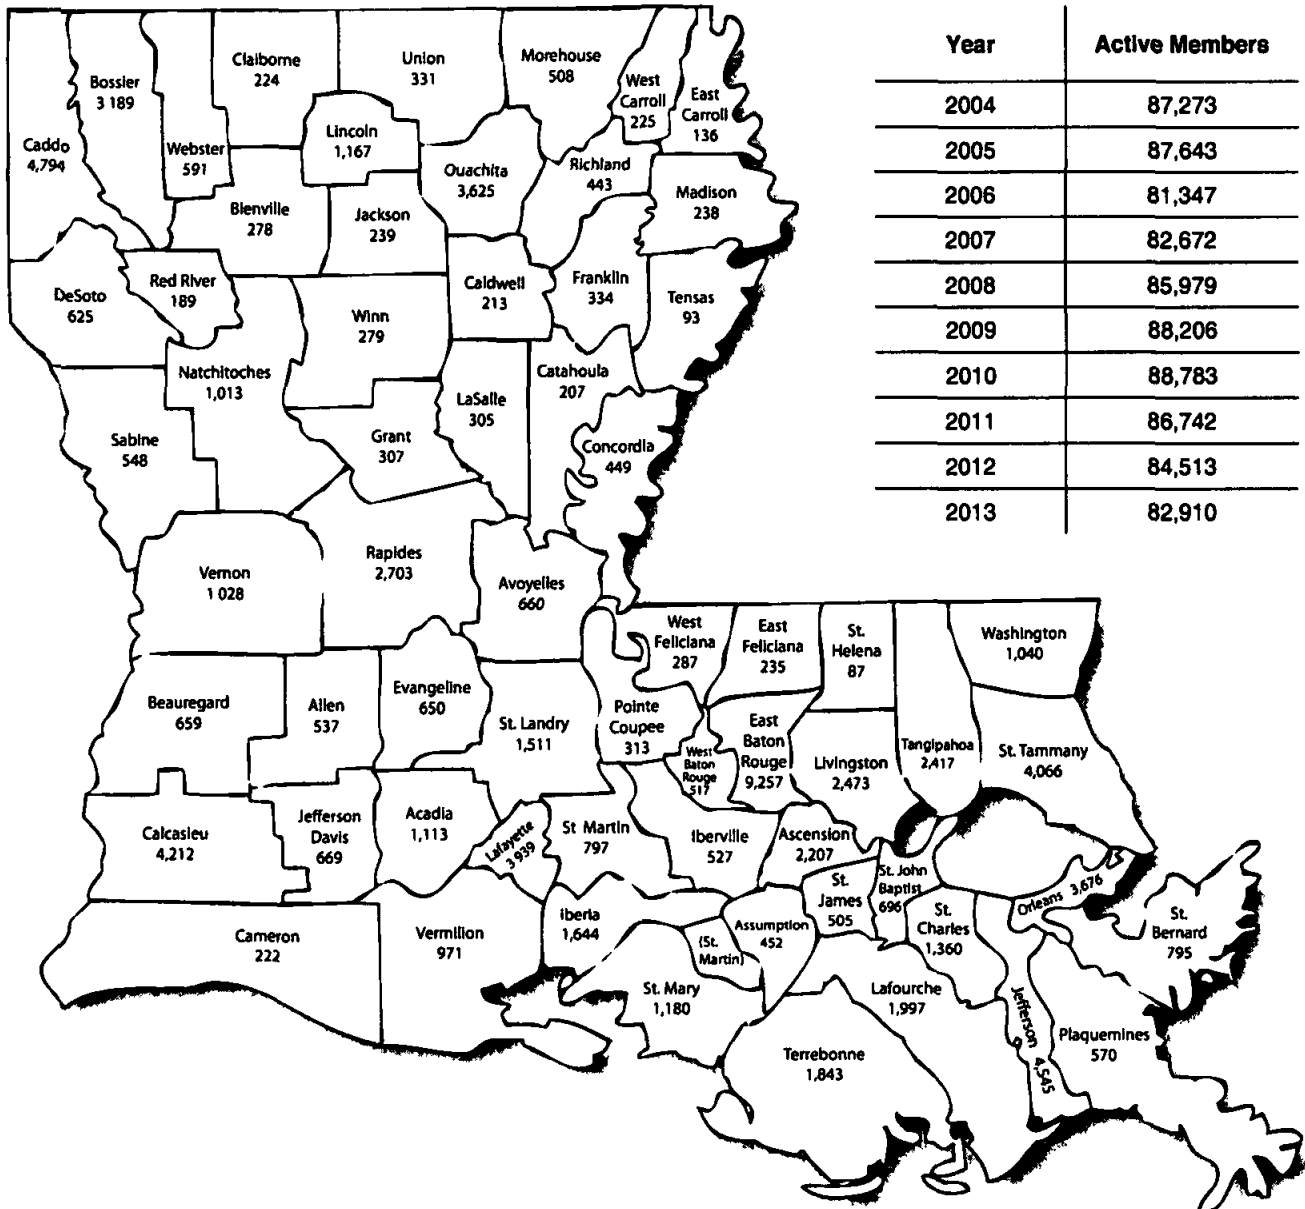 Year Active Members
2004 87,273
2005 87,643
2006 81,347
2007 82,672
2008 85,979
2009 88,206
2010 88,783
2011 86,742
2012 84,513
2013 82,910
Caddo
4,794
Bossier
3 189
Webster
591
Claiborne
224
Union
331
Lincoln
1,167
Morehouse
508
West
Carroll
225
East
Carroll
136
Ouachita
3,625
Richland
443
Madison
238
Bienville
278
Jackson
239
DeSoto
625
Red River
189
Winn
279
Caldwell
213
Franklin
334
Tensas
93
Natchitoches
1,013
Sabine
548
Grant
307
LaSalle
305
Catahoula
207
Concordia
449
Vernon
1 028
Rapides
2,703
Avoyelles
660
Beauregard
659
Allen
537
Evangeline
650
St. Landry
1,511
Pointe
Coupee
313
West
Feliciana
287
East
Feliciana
235
St.
Helena
87
Washington
1,040
West
Baton
Rouge
517
East
Baton
Rouge
9,257
Livingston
2,473
Tangipahoa
2,417
St. Tammany
4,066
Calcasieu
4,212
Jefferson
Davis
669
Acadia
1,113
Lafayette
3 939
St Martin
797
Iberville
527
Ascension
2,207
St.
James
505
St. John
Baptist
696
St.
Charles
1,360
Orleans 3,676
St.
Bernard
795
Cameron
222
Vermilion
971
Iberia
1,644
(St.
Martin)
Assumption
452
St. Mary
1,180
Lafourche
1,997
Terrebonne
1,843
Jefferson 4,545
Plaquemines
570